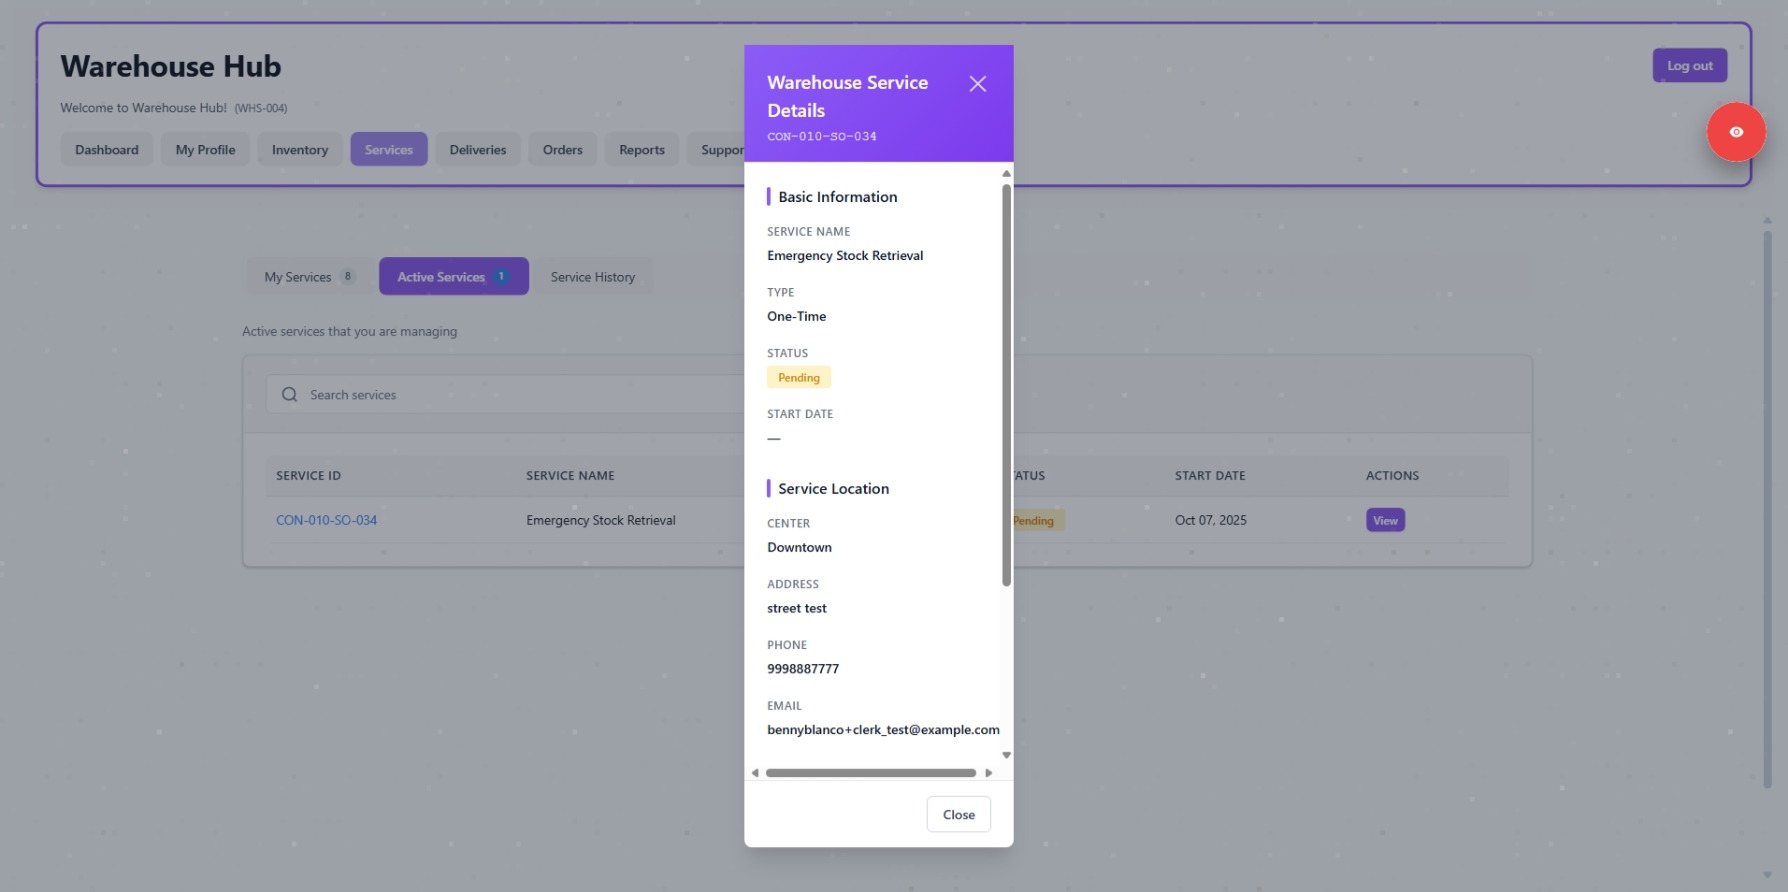 Warehouse Hub
Log out
Welcome to Warehouse Hub! (WHS-004)
Dashboard
My Profile
Inventory
Services
Deliveries
Orders
Reports
Suppor
My Services 8
Active Services 1
Service History
Active services that you are managing
Search services
SERVICE ID
SERVICE NAME
TATUS
START DATE
ACTIONS
CON-010-SO-034
Emergency Stock Retrieval
Pending
Oct 07, 2025
View
Warehouse Service
Details
CON-010-SO-034
Basic Information
SERVICE NAME
Emergency Stock Retrieval
TYPE
One-Time
STATUS
Pending
START DATE
—
Service Location
CENTER
Downtown
ADDRESS
street test
PHONE
9998887777
EMAIL
bennyblanco+clerk_test@example.com
Close